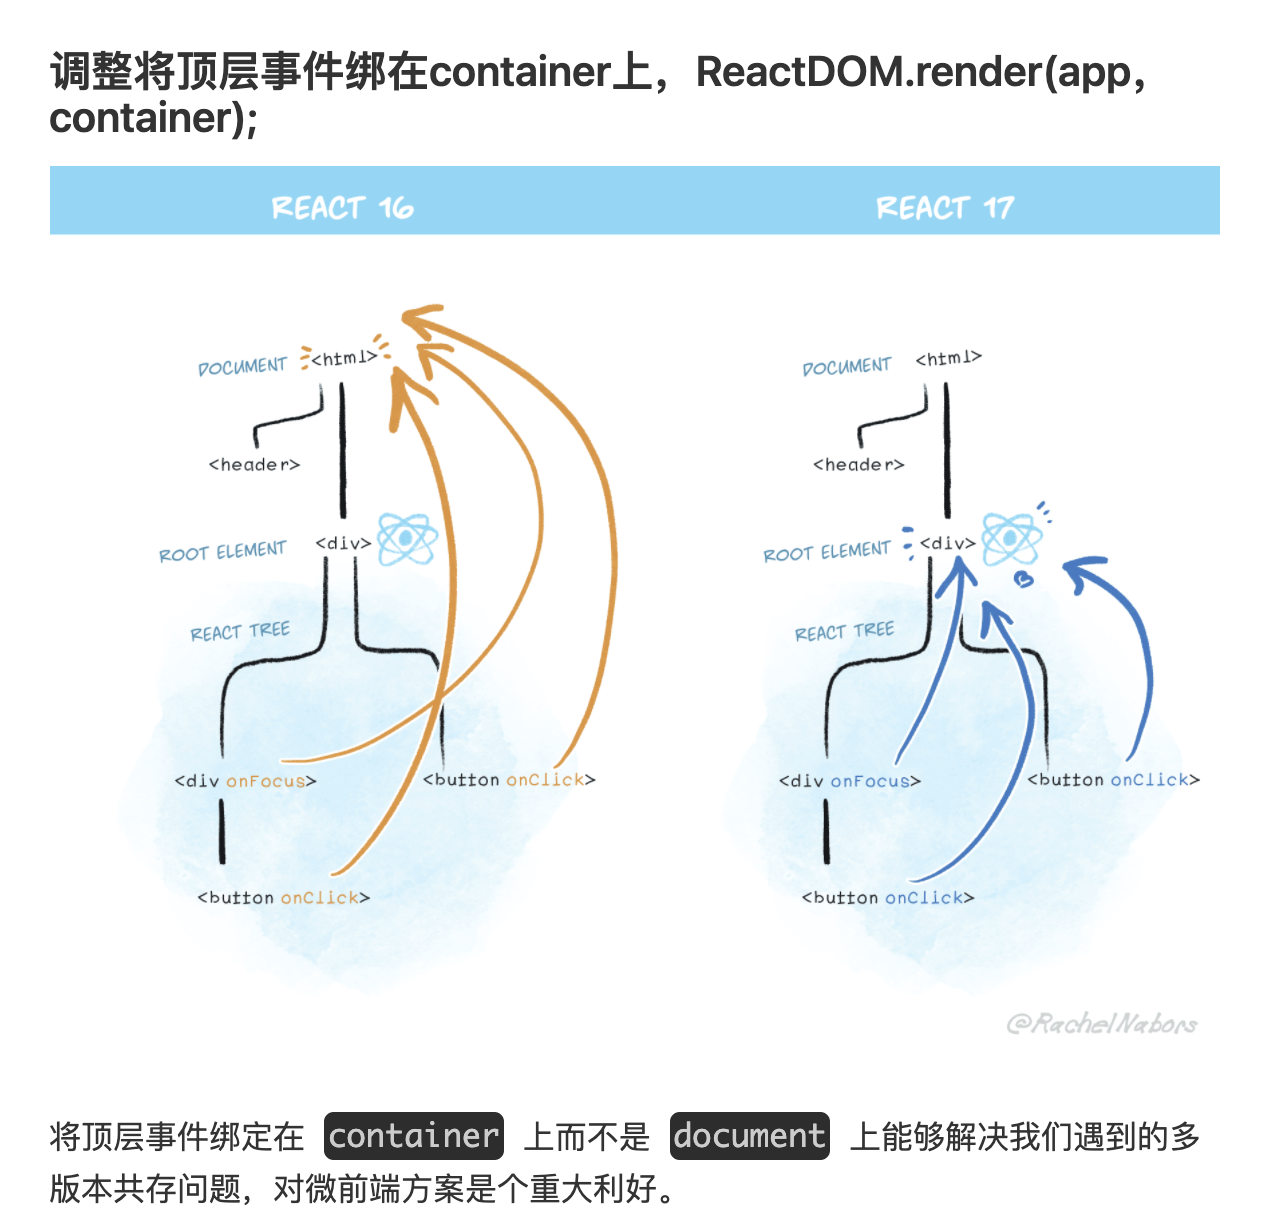 调整将顶层事件绑在container上，ReactDOM.render(app，
container);
REACT 16
REACT 17
DOCUMENT <html>
<header>
ROOT ELEMENT <div>
REACT TREE
<div onFocus>
<button onClick>
<button onClick>
DOCUMENT <html>
<header>
ROOT ELEMENT <div>
REACT TREE
<div onFocus>
<button onClick>
<button onClick>
@RachelNabors
将顶层事件绑定在 container 上而不是 document 上能够解决我们遇到的多
版本共存问题，对微前端方案是个重大利好。